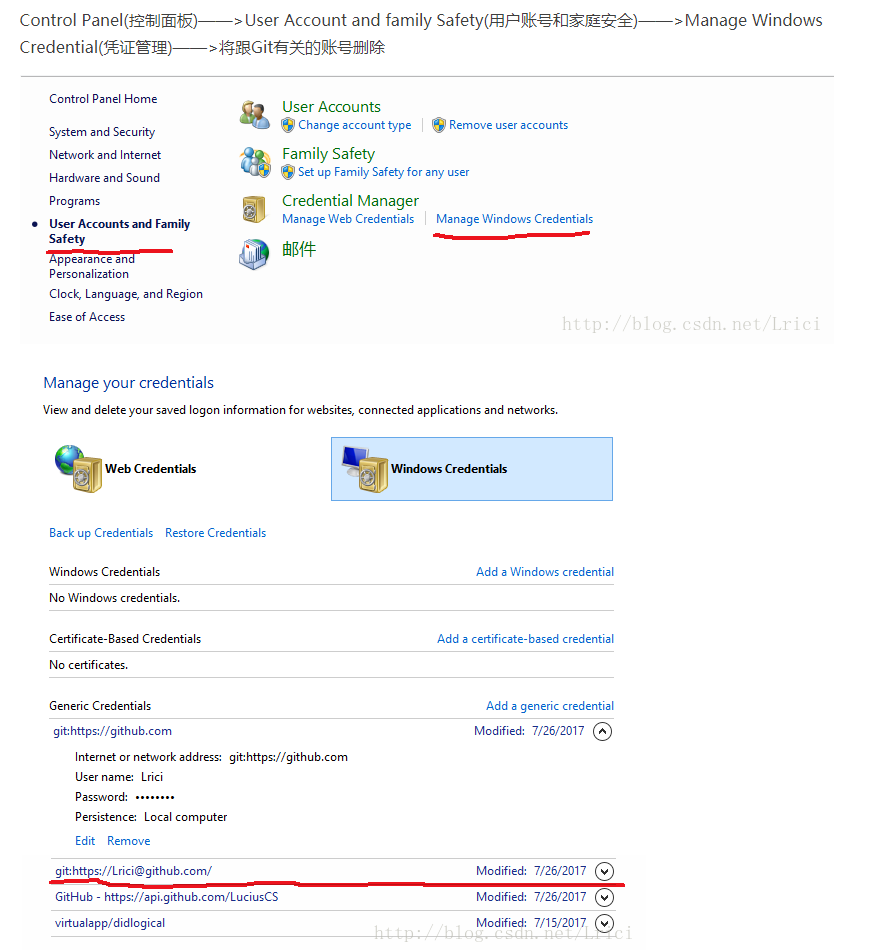 Control Panel(控制面板)——>User Account and family Safety(用户账号和家庭安全)——>Manage Windows
Credential(凭证管理)——>将跟Git有关的账号删除
Control Panel Home
System and Security
Network and Internet
Hardware and Sound
Programs
User Accounts and Family
Safety
Appearance and
Personalization
Clock, Language, and Region
Ease of Access
User Accounts
Change account type
Remove user accounts
Family Safety
Set up Family Safety for any user
Credential Manager
Manage Web Credentials
Manage Windows Credentials
邮件
http://blog.csdn.net/Lrici
Manage your credentials
View and delete your saved logon information for websites, connected applications and networks.
Web Credentials
Windows Credentials
Back up Credentials Restore Credentials
Windows Credentials Add a Windows credential
No Windows credentials.
Certificate-Based Credentials Add a certificate-based credential
No certificates.
Generic Credentials Add a generic credential
git:https://github.com Modified: 7/26/2017
Internet or network address: git:https://github.com
User name: Lrici
Password: ••••••••
Persistence: Local computer
Edit Remove
git:https://Lrici@github.com/ Modified: 7/26/2017
GitHub - https://api.github.com/LuciusCS Modified: 7/26/2017
virtualapp/didlogical Modified: 7/15/2017
http://blog.csdn.net/Lrici